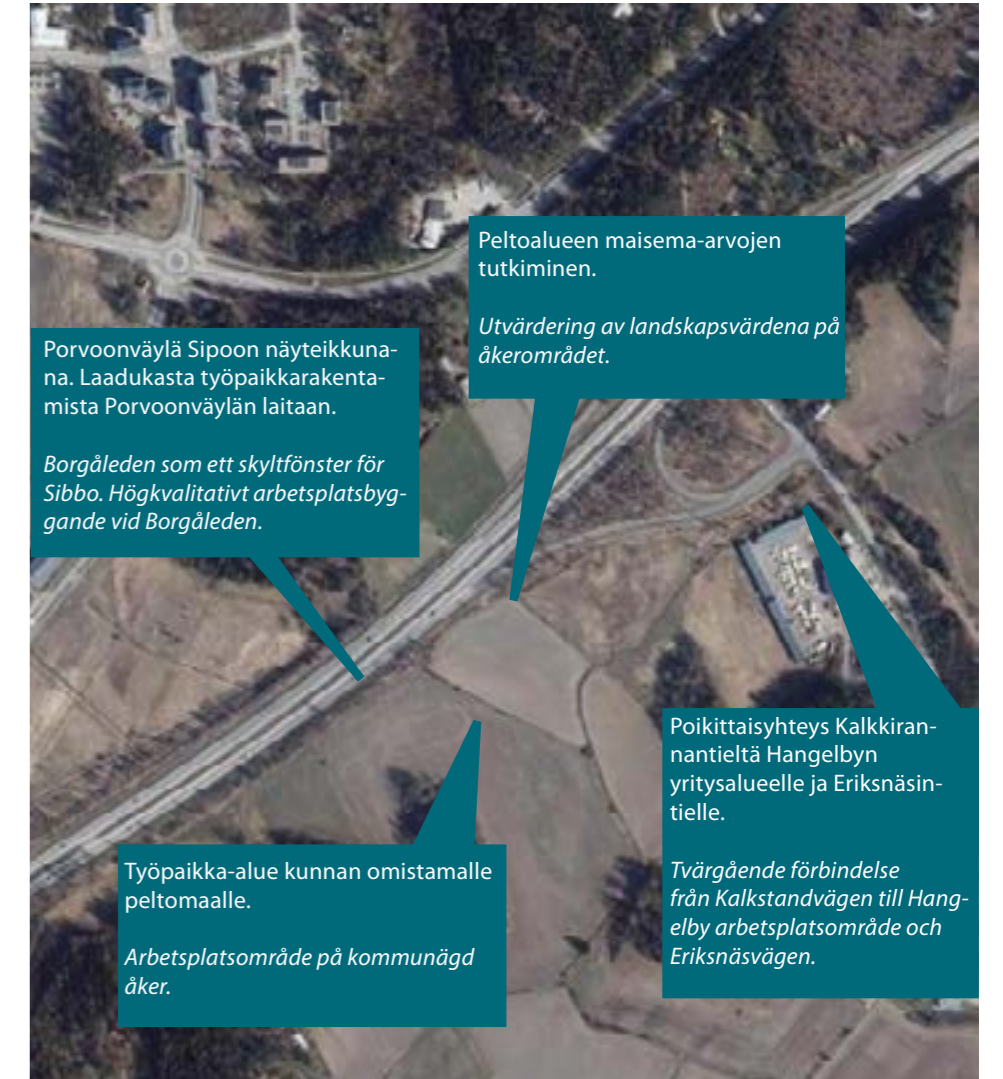 Peltoalueen maisema-arvojen
tutkiminen.
Utvärdering av landskapsvärdena på
åkerområdet.
Porvoonväylä Sipoon näyteikkuna-
na. Laadukasta työpaikkarakenta-
mista Porvoonväylän laitaan.
Borgåleden som ett skyltfönster för
Sibbo. Högkvalitativt arbetsplatsbyg-
gande vid Borgåleden.
Poikittaisyhteys Kalkkiran-
nantieltä Hangelbyn
yritysalueelle ja Eriksnäsin-
tielle.
Tvärgående förbindelse
från Kalkstandvägen till Hang-
elby arbetsplatsområde och
Eriksnäsvägen.
Työpaikka-alue kunnan omistamalle
peltomaalle.
Arbetsplatsområde på kommunägd
åker.